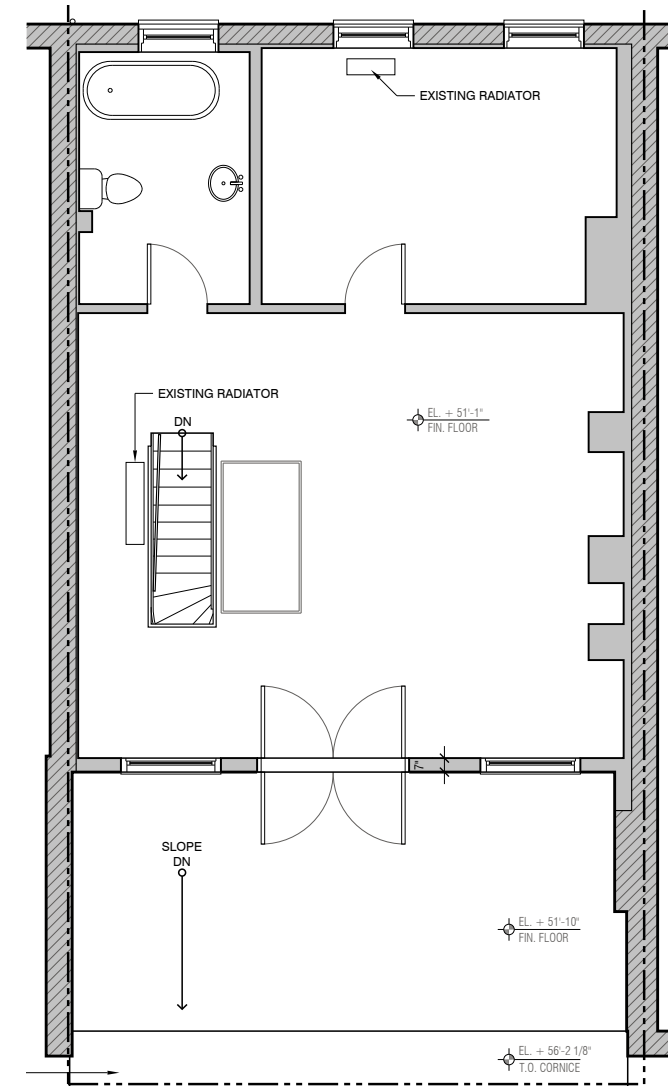 EXISTING RADIATOR
EXISTING RADIATOR
DN
EL. + 51'-1"
FIN. FLOOR
7"
SLOPE
DN
EL. + 51'-10"
FIN. FLOOR
EL. + 56'-2 1/8"
T.O. CORNICE